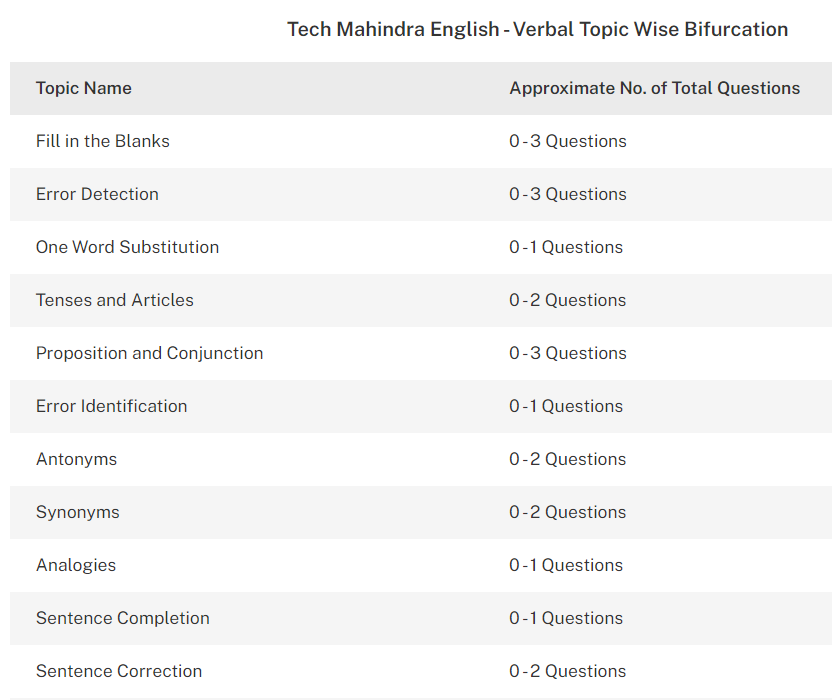 Tech Mahindra English - Verbal Topic Wise Bifurcation
Topic Name Approximate No. of Total Questions
Fill in the Blanks 0 - 3 Questions
Error Detection 0 - 3 Questions
One Word Substitution 0 - 1 Questions
Tenses and Articles 0 - 2 Questions
Proposition and Conjunction 0 - 3 Questions
Error Identification 0 - 1 Questions
Antonyms 0 - 2 Questions
Synonyms 0 - 2 Questions
Analogies 0 - 1 Questions
Sentence Completion 0 - 1 Questions
Sentence Correction 0 - 2 Questions